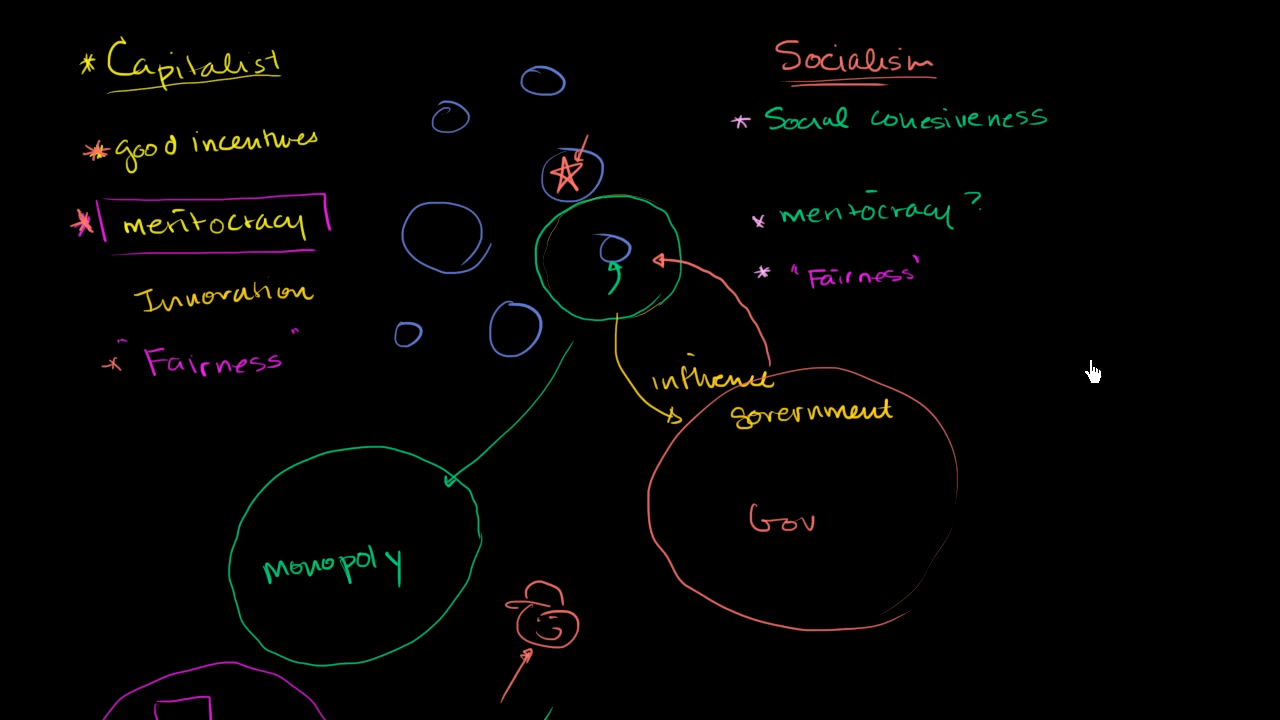 * Capitalist
* good incentives
* meritocracy
Innovation
* "Fairness"
Socialism
* Social cohesiveness
* meritocracy?
* "Fairness"
influence
government
Gov
monopoly